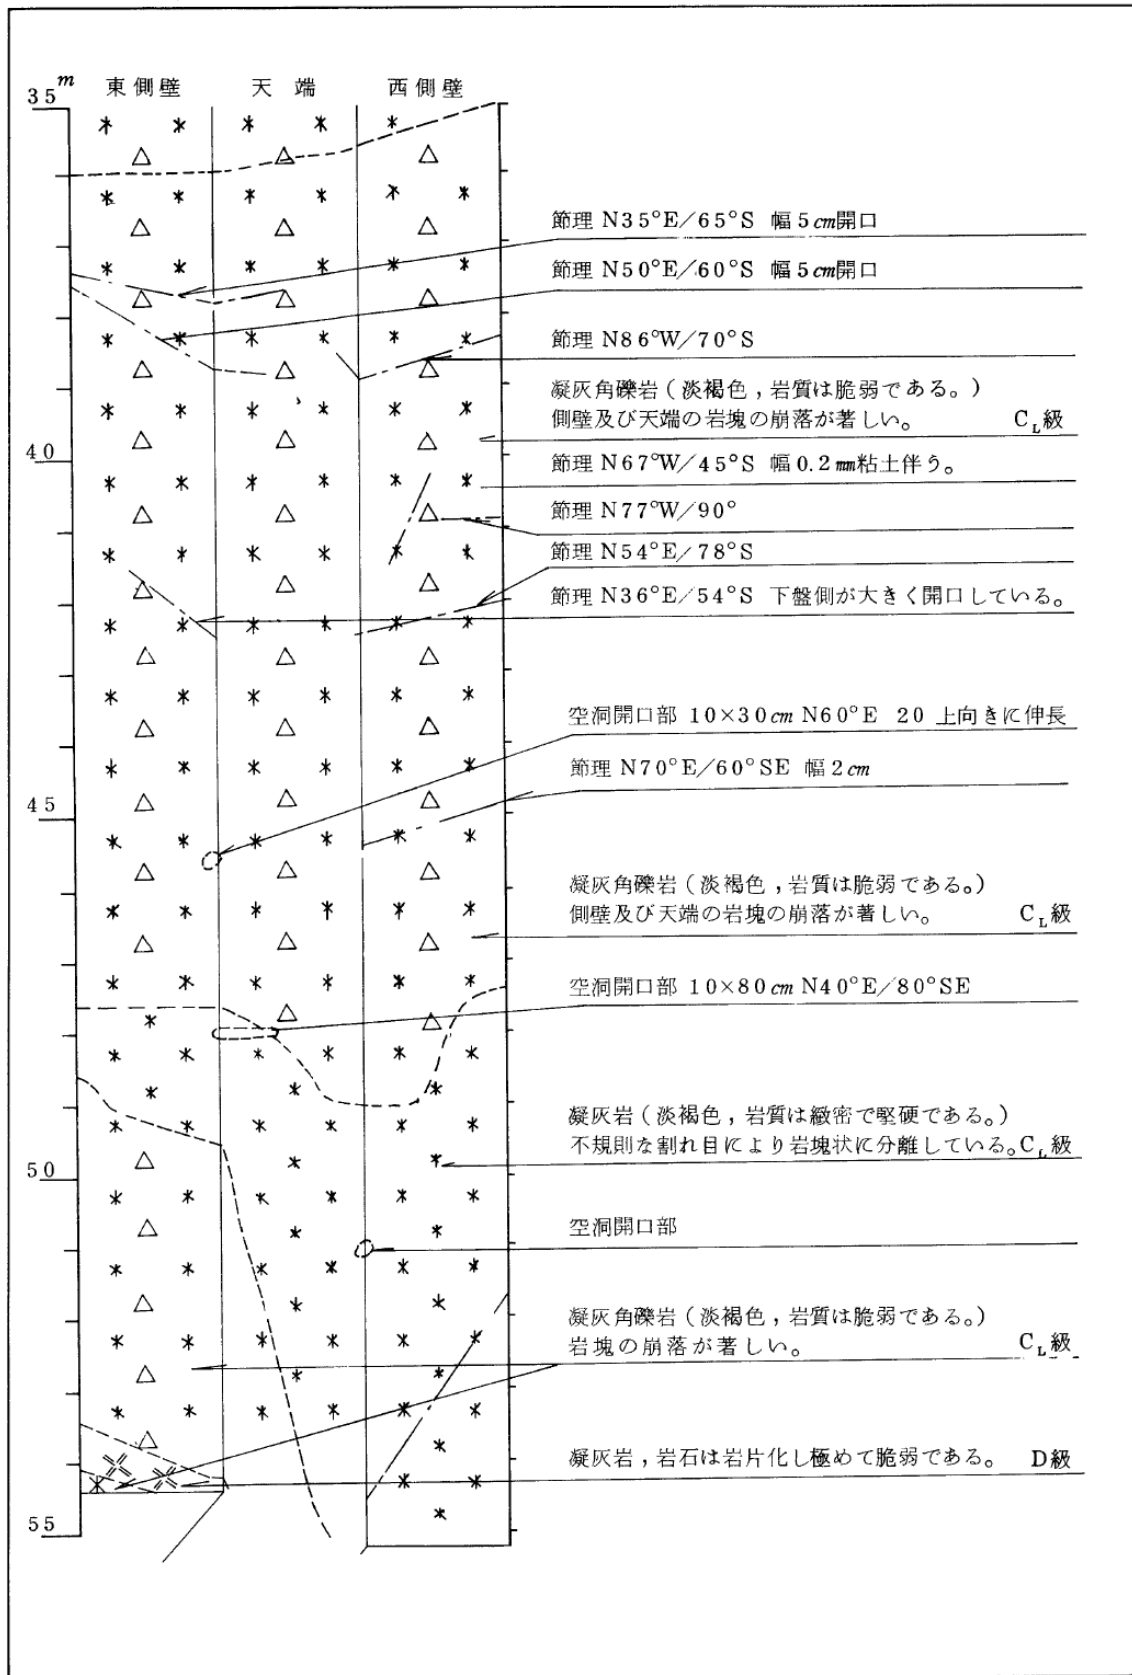 35m 東側壁 天端 西側壁
節理 N35°E/65°S 幅5cm開口
節理 N50°E/60°S 幅5cm開口
節理 N86°W/70°S
凝灰角礫岩(淡褐色,岩質は脆弱である。)
側壁及び天端の岩塊の崩落が著しい。 CL級
40
節理 N67°W/45°S 幅0.2mm粘土伴う。
節理 N77°W/90°
節理 N54°E/78°S
節理 N36°E/54°S 下盤側が大きく開口している。
空洞開口部 10×30cm N60°E 20 上向きに伸長
節理 N70°E/60°SE 幅2cm
45
凝灰角礫岩(淡褐色,岩質は脆弱である。)
側壁及び天端の岩塊の崩落が著しい。 CL級
空洞開口部 10×80cm N40°E/80°SE
凝灰岩(淡褐色,岩質は緻密で堅硬である。)
不規則な割れ目により岩塊状に分離している。CL級
50
空洞開口部
凝灰角礫岩(淡褐色,岩質は脆弱である。)
岩塊の崩落が著しい。 CL級
凝灰岩,岩石は岩片化し極めて脆弱である。 D級
55